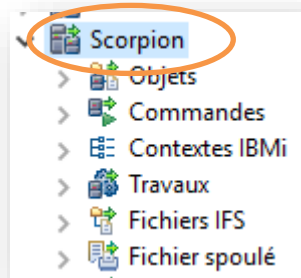 Scorpion
Objets
Commandes
Contextes IBMi
Travaux
Fichiers IFS
Fichier spoulé